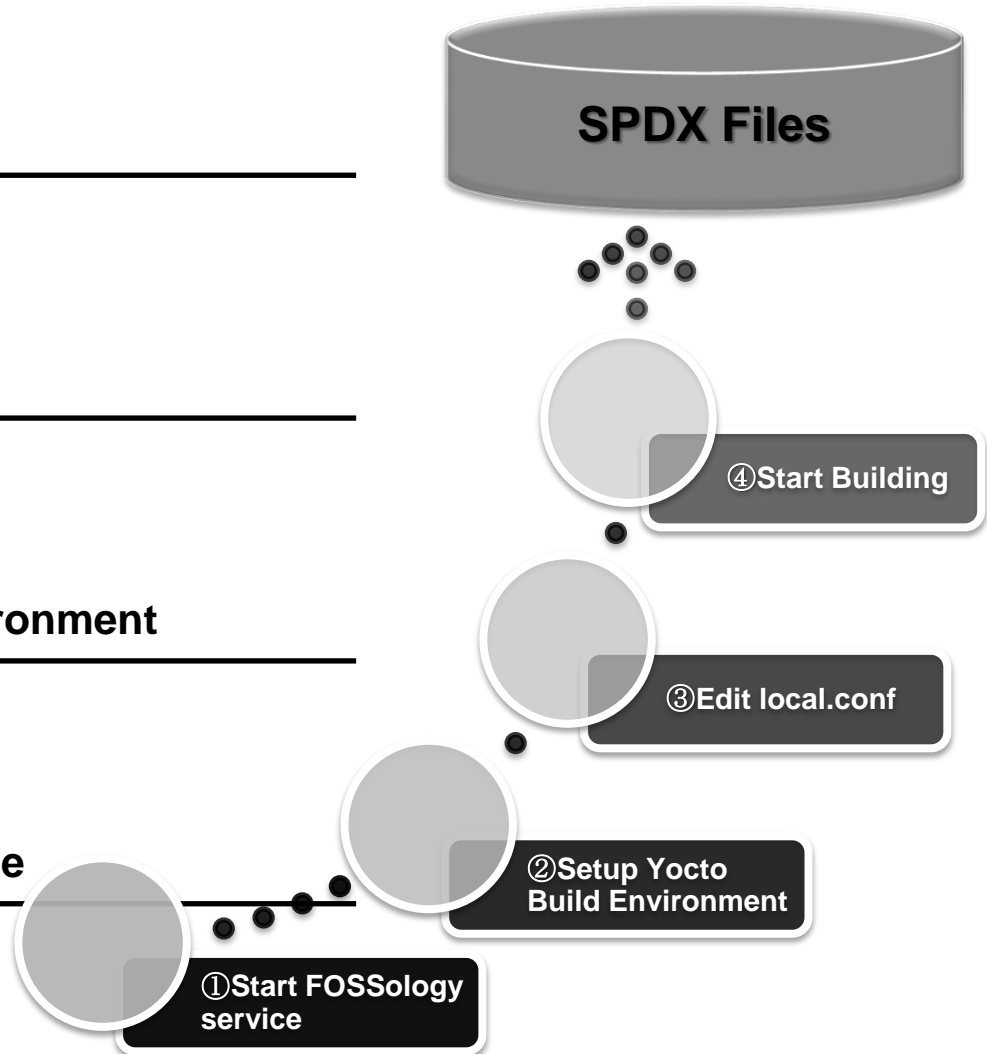 SPDX Files
④Start Building
ronment
③Edit local.conf
e
②Setup Yocto
Build Environment
①Start FOSSology
service